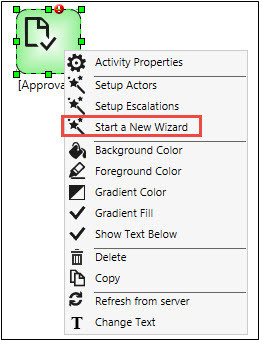 [Approva
Activity Properties
Setup Actors
Setup Escalations
Start a New Wizard
Background Color
Foreground Color
Gradient Color
Gradient Fill
Show Text Below
Delete
Copy
Refresh from server
Change Text